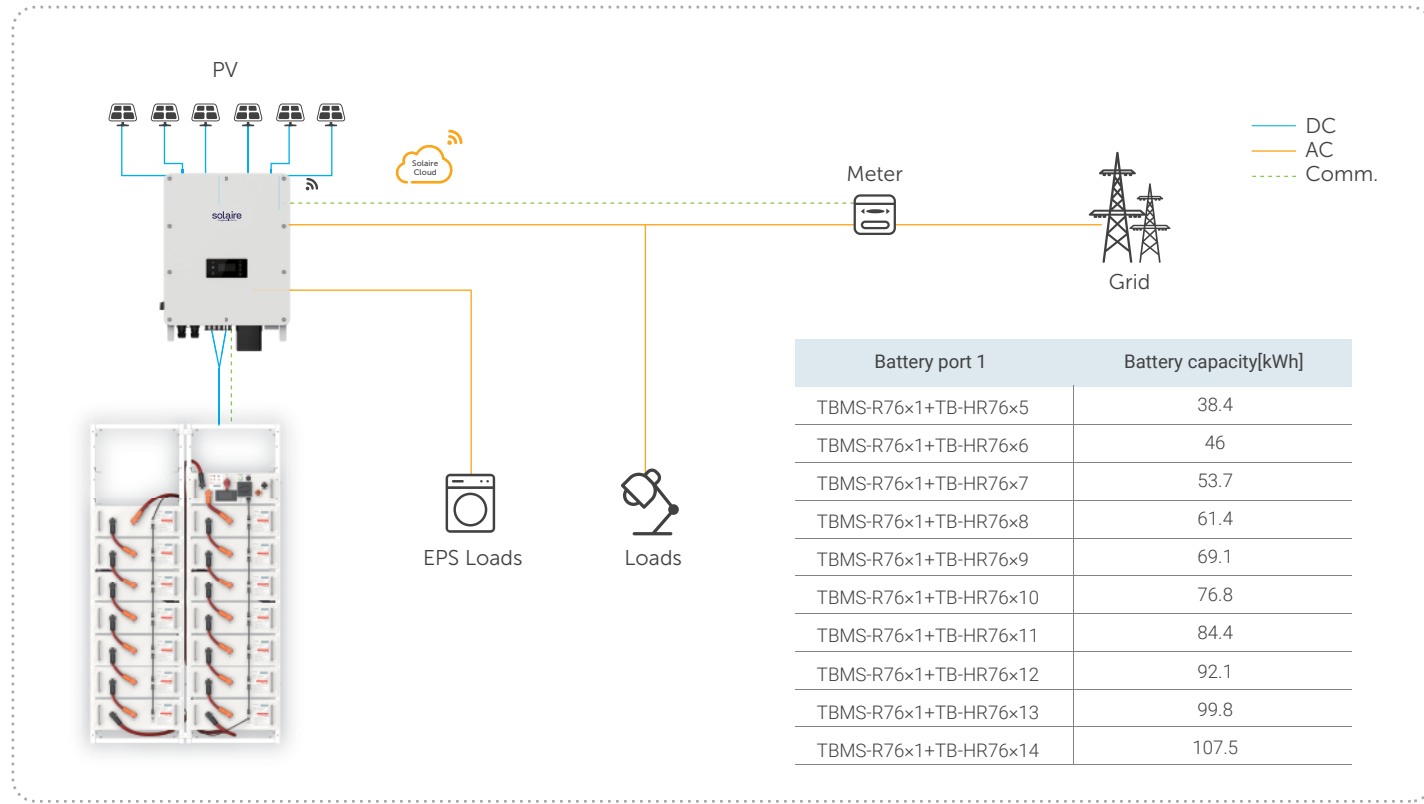 PV
Solaire
Cloud
DC
AC
Comm.
Meter
solaire
Grid
Battery port 1 Battery capacity[kWh]
TBMS-R76×1+TB-HR76×5 38.4
TBMS-R76×1+TB-HR76×6 46
TBMS-R76×1+TB-HR76×7 53.7
TBMS-R76×1+TB-HR76×8 61.4
TBMS-R76×1+TB-HR76×9 69.1
TBMS-R76×1+TB-HR76×10 76.8
TBMS-R76×1+TB-HR76×11 84.4
TBMS-R76×1+TB-HR76×12 92.1
TBMS-R76×1+TB-HR76×13 99.8
TBMS-R76×1+TB-HR76×14 107.5
EPS Loads
Loads